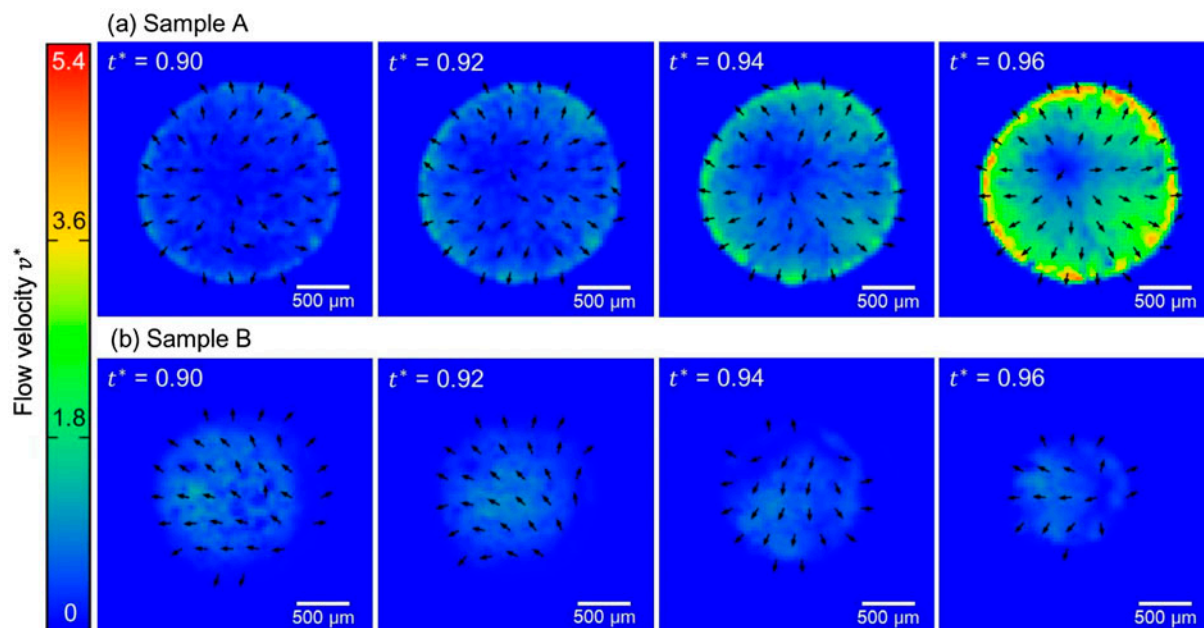 (a) Sample A
Flow velocity v*
5.4
3.6
1.8
0
t* = 0.90
500 μm
t* = 0.92
500 μm
t* = 0.94
500 μm
t* = 0.96
500 μm
(b) Sample B
t* = 0.90
500 μm
t* = 0.92
500 μm
t* = 0.94
500 μm
t* = 0.96
500 μm